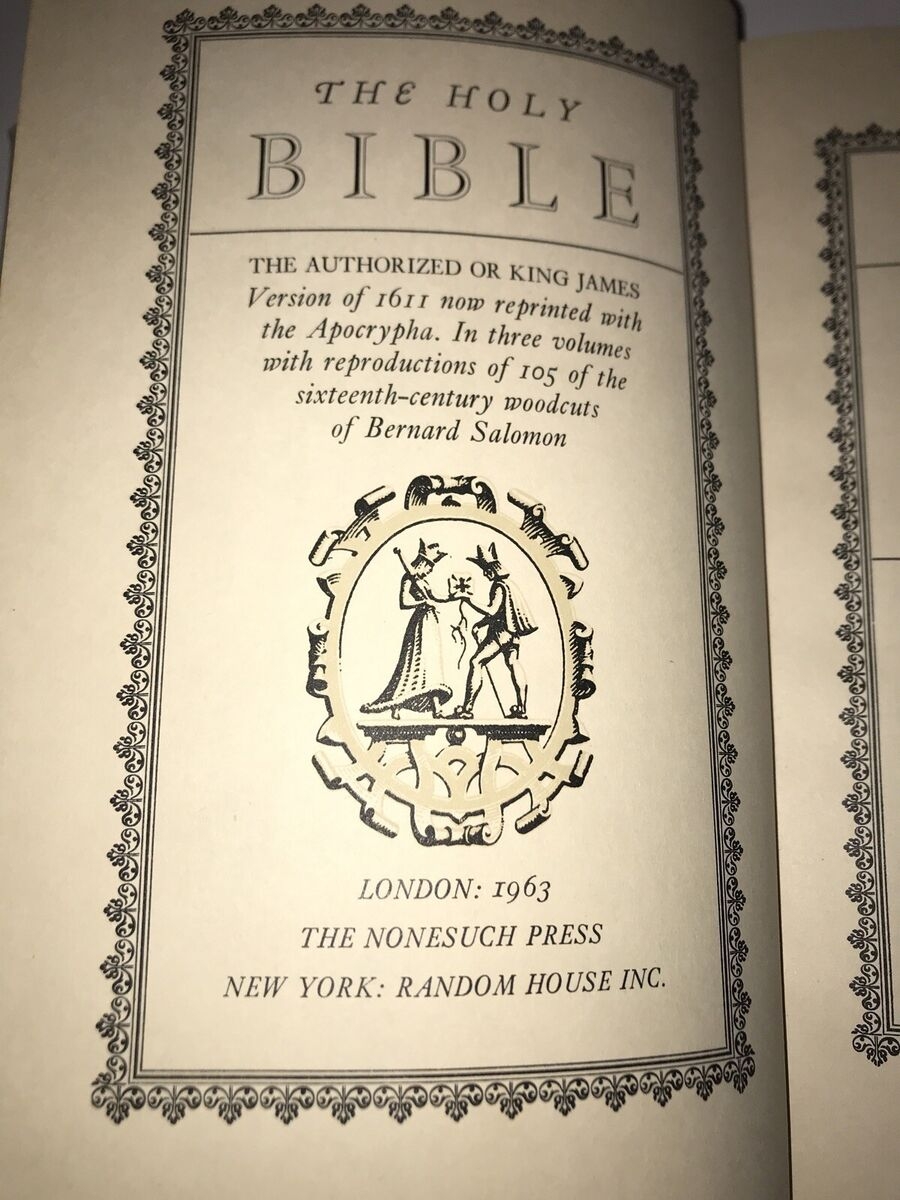 THE HOLY
BIBLE
THE AUTHORIZED OR KING JAMES
Version of 1611 now reprinted with
the Apocrypha. In three volumes
with reproductions of 105 of the
sixteenth-century woodcuts
of Bernard Salomon
LONDON: 1963
THE NONESUCH PRESS
NEW YORK: RANDOM HOUSE INC.